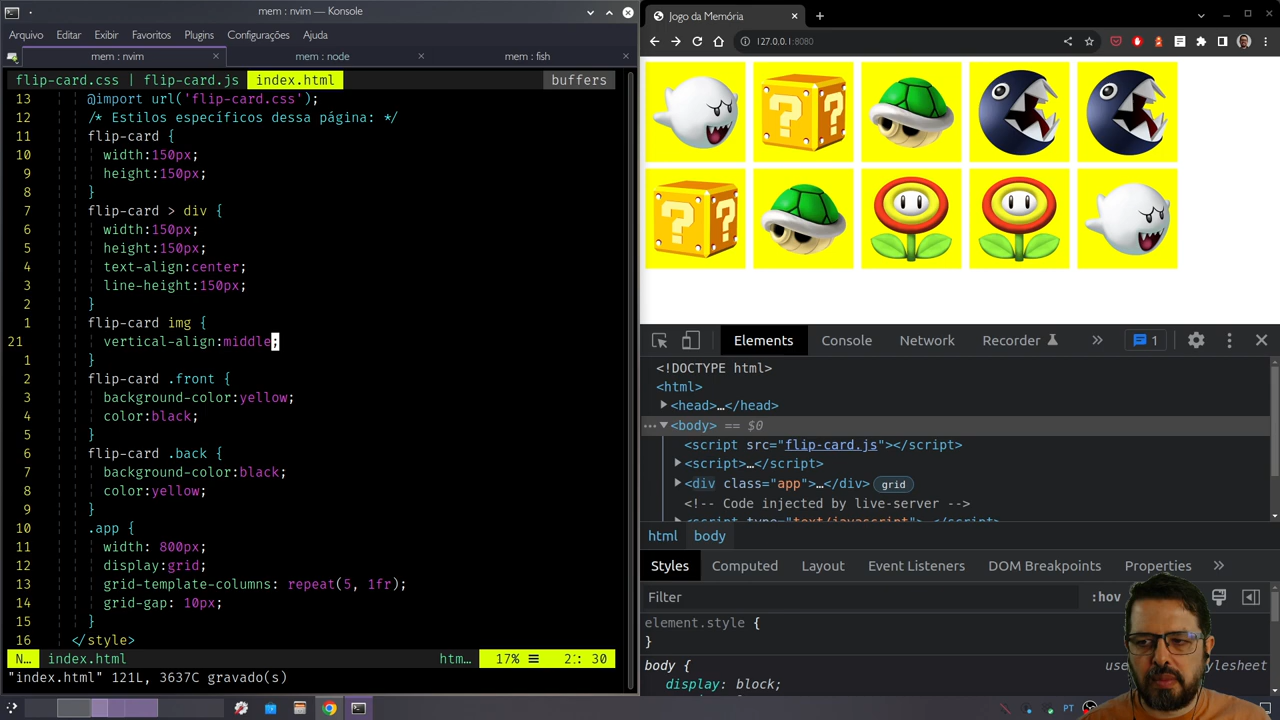 mem : nvim — Konsole
Arquivo Editar Exibir Favoritos Plugins Configurações Ajuda
mem : nvim
mem : node
mem : fish
flip-card.css | flip-card.js index.html buffers
13 @import url('flip-card.css');
12 /* Estilos específicos dessa página: */
11 flip-card {
10 width:150px;
9 height:150px;
8 }
7 flip-card > div {
6 width:150px;
5 height:150px;
4 text-align:center;
3 line-height:150px;
2 }
1 flip-card img {
21 vertical-align:middle;
1 }
2 flip-card .front {
3 background-color:yellow;
4 color:black;
5 }
6 flip-card .back {
7 background-color:black;
8 color:yellow;
9 }
10 .app {
11 width: 800px;
12 display:grid;
13 grid-template-columns: repeat(5, 1fr);
14 grid-gap: 10px;
15 }
16 </style>
N… index.html htm… 17% 2: 30
"index.html" 121L, 3637C gravado(s)
Jogo da Memória
127.0.0.1:8080
Elements Console Network Recorder » 1
<!DOCTYPE html>
<html>
<head>…</head>
<body> == $0
<script src="flip-card.js"></script>
<script>…</script>
<div class="app">…</div> grid
<!-- Code injected by live-server -->
<script type="text/javascript">…</script>
html body
Styles Computed Layout Event Listeners DOM Breakpoints Properties »
Filter :hov
element.style {
}
body {
display: block;
PT